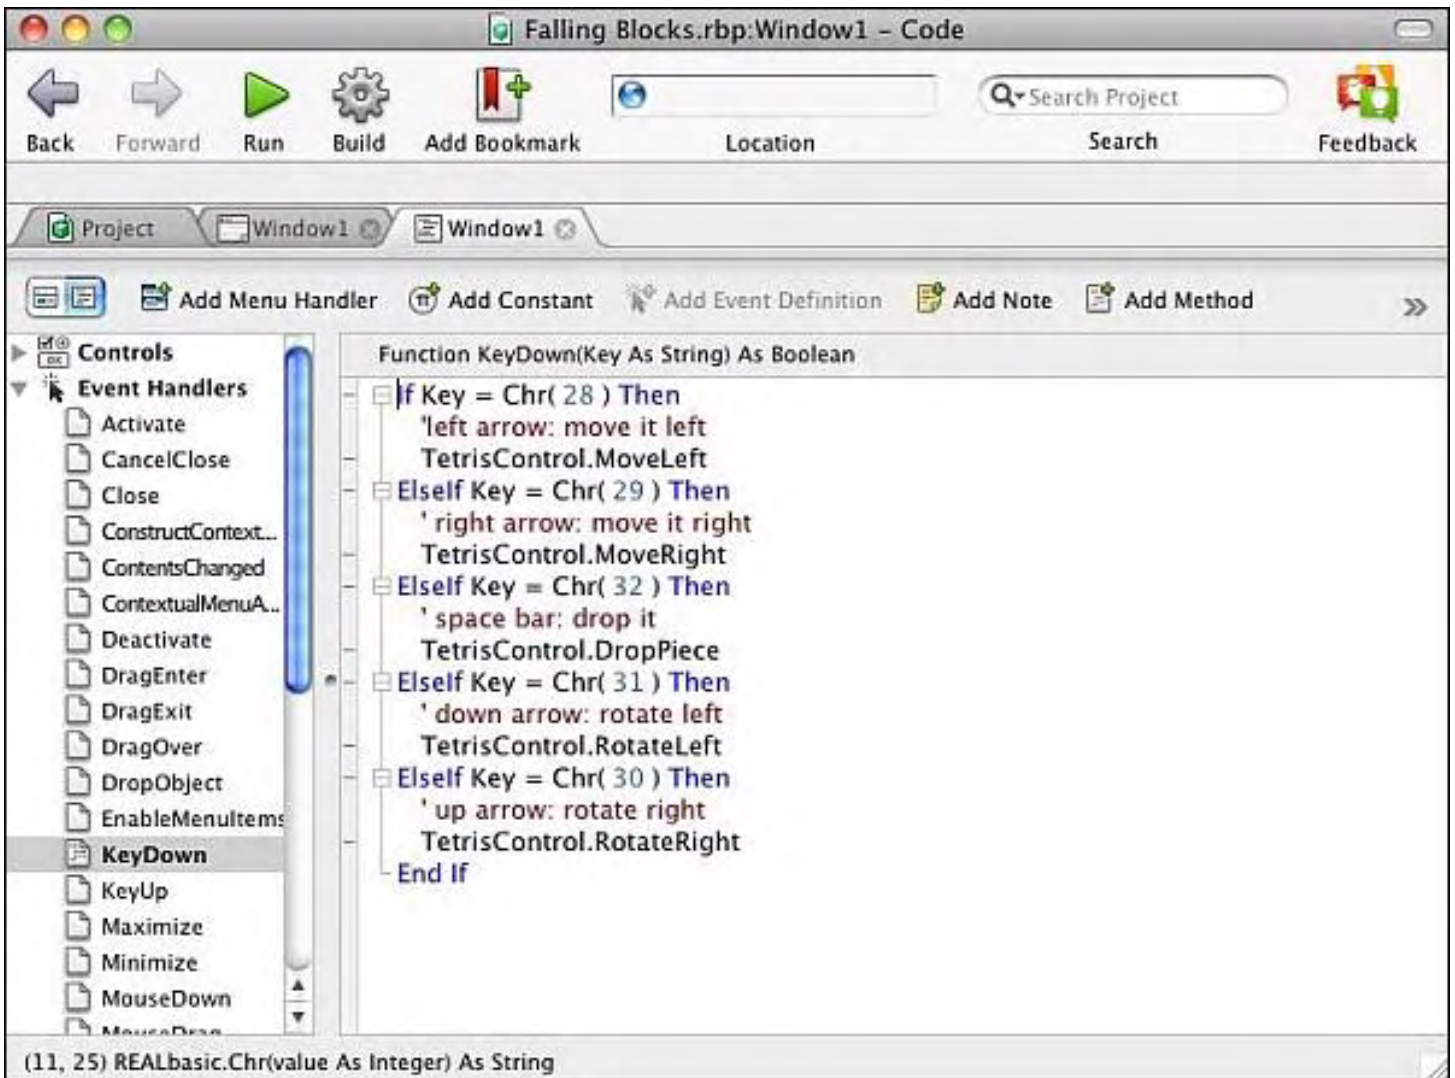 Falling Blocks.rbp:Window1 – Code
Back Forward Run Build Add Bookmark Location Search Project Search Feedback
Project Window1 Window1
Add Menu Handler Add Constant Add Event Definition Add Note Add Method
Controls
Event Handlers
Activate
CancelClose
Close
ConstructContext...
ContentsChanged
ContextualMenuA...
Deactivate
DragEnter
DragExit
DragOver
DropObject
EnableMenuItems
KeyDown
KeyUp
Maximize
Minimize
MouseDown
MouseDrag
Function KeyDown(Key As String) As Boolean
If Key = Chr( 28 ) Then
'left arrow: move it left
TetrisControl.MoveLeft
ElseIf Key = Chr( 29 ) Then
' right arrow: move it right
TetrisControl.MoveRight
ElseIf Key = Chr( 32 ) Then
' space bar: drop it
TetrisControl.DropPiece
ElseIf Key = Chr( 31 ) Then
' down arrow: rotate left
TetrisControl.RotateLeft
ElseIf Key = Chr( 30 ) Then
' up arrow: rotate right
TetrisControl.RotateRight
End If
(11, 25) REALbasic.Chr(value As Integer) As String